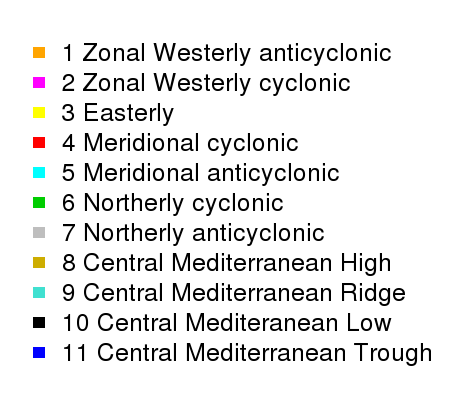 1 Zonal Westerly anticyclonic
2 Zonal Westerly cyclonic
3 Easterly
4 Meridional cyclonic
5 Meridional anticyclonic
6 Northerly cyclonic
7 Northerly anticyclonic
8 Central Mediterranean High
9 Central Mediterranean Ridge
10 Central Mediteranean Low
11 Central Mediterranean Trough